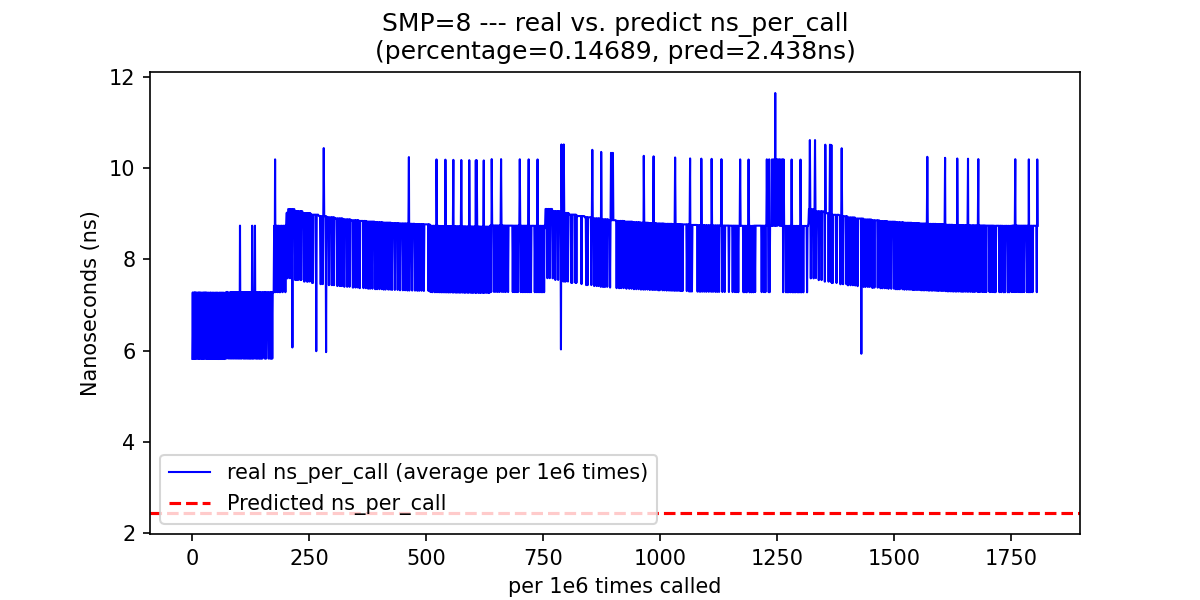 SMP=8 --- real vs. predict ns_per_call
(percentage=0.14689, pred=2.438ns)
12
10
8
6
4
2
Nanoseconds (ns)
real ns_per_call (average per 1e6 times)
Predicted ns_per_call
0 250 500 750 1000 1250 1500 1750
per 1e6 times called